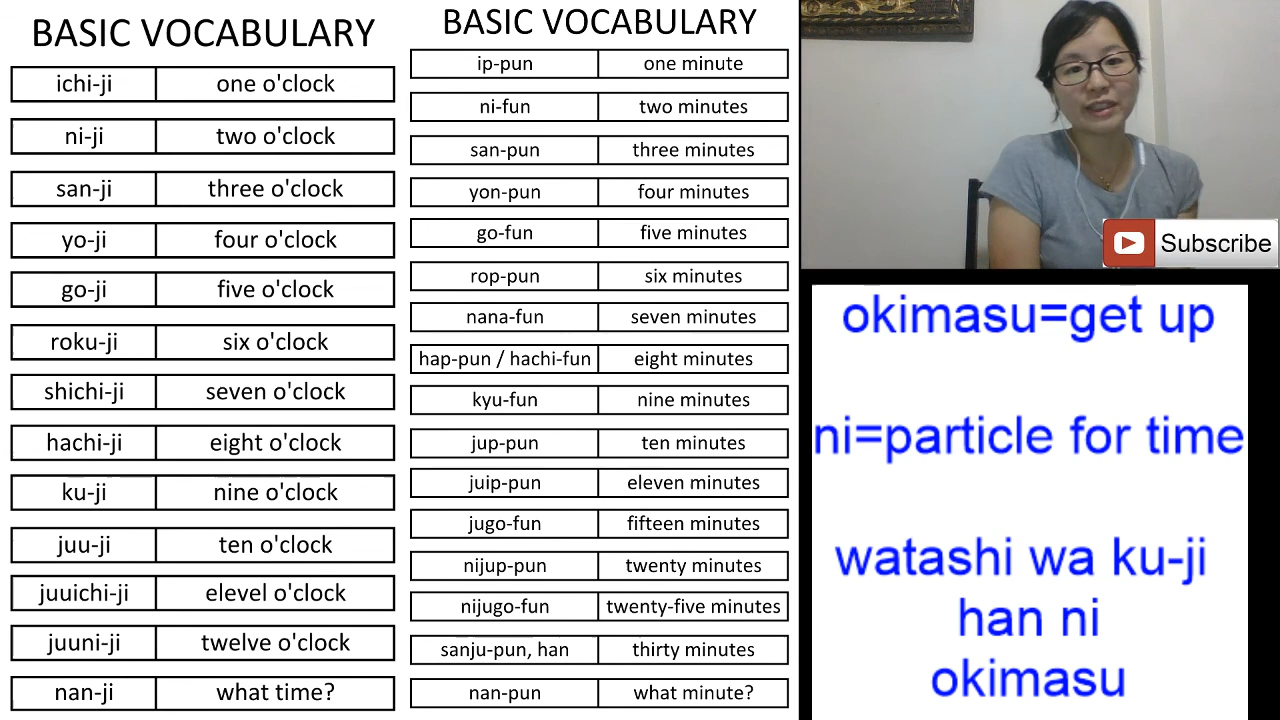 BASIC VOCABULARY
ichi-ji one o'clock
ni-ji two o'clock
san-ji three o'clock
yo-ji four o'clock
go-ji five o'clock
roku-ji six o'clock
shichi-ji seven o'clock
hachi-ji eight o'clock
ku-ji nine o'clock
juu-ji ten o'clock
juuichi-ji elevel o'clock
juuni-ji twelve o'clock
nan-ji what time?
BASIC VOCABULARY
ip-pun one minute
ni-fun two minutes
san-pun three minutes
yon-pun four minutes
go-fun five minutes
rop-pun six minutes
nana-fun seven minutes
hap-pun / hachi-fun eight minutes
kyu-fun nine minutes
jup-pun ten minutes
juip-pun eleven minutes
jugo-fun fifteen minutes
nijup-pun twenty minutes
nijugo-fun twenty-five minutes
sanju-pun, han thirty minutes
nan-pun what minute?
Subscribe
okimasu=get up
ni=particle for time
watashi wa ku-ji
han ni
okimasu